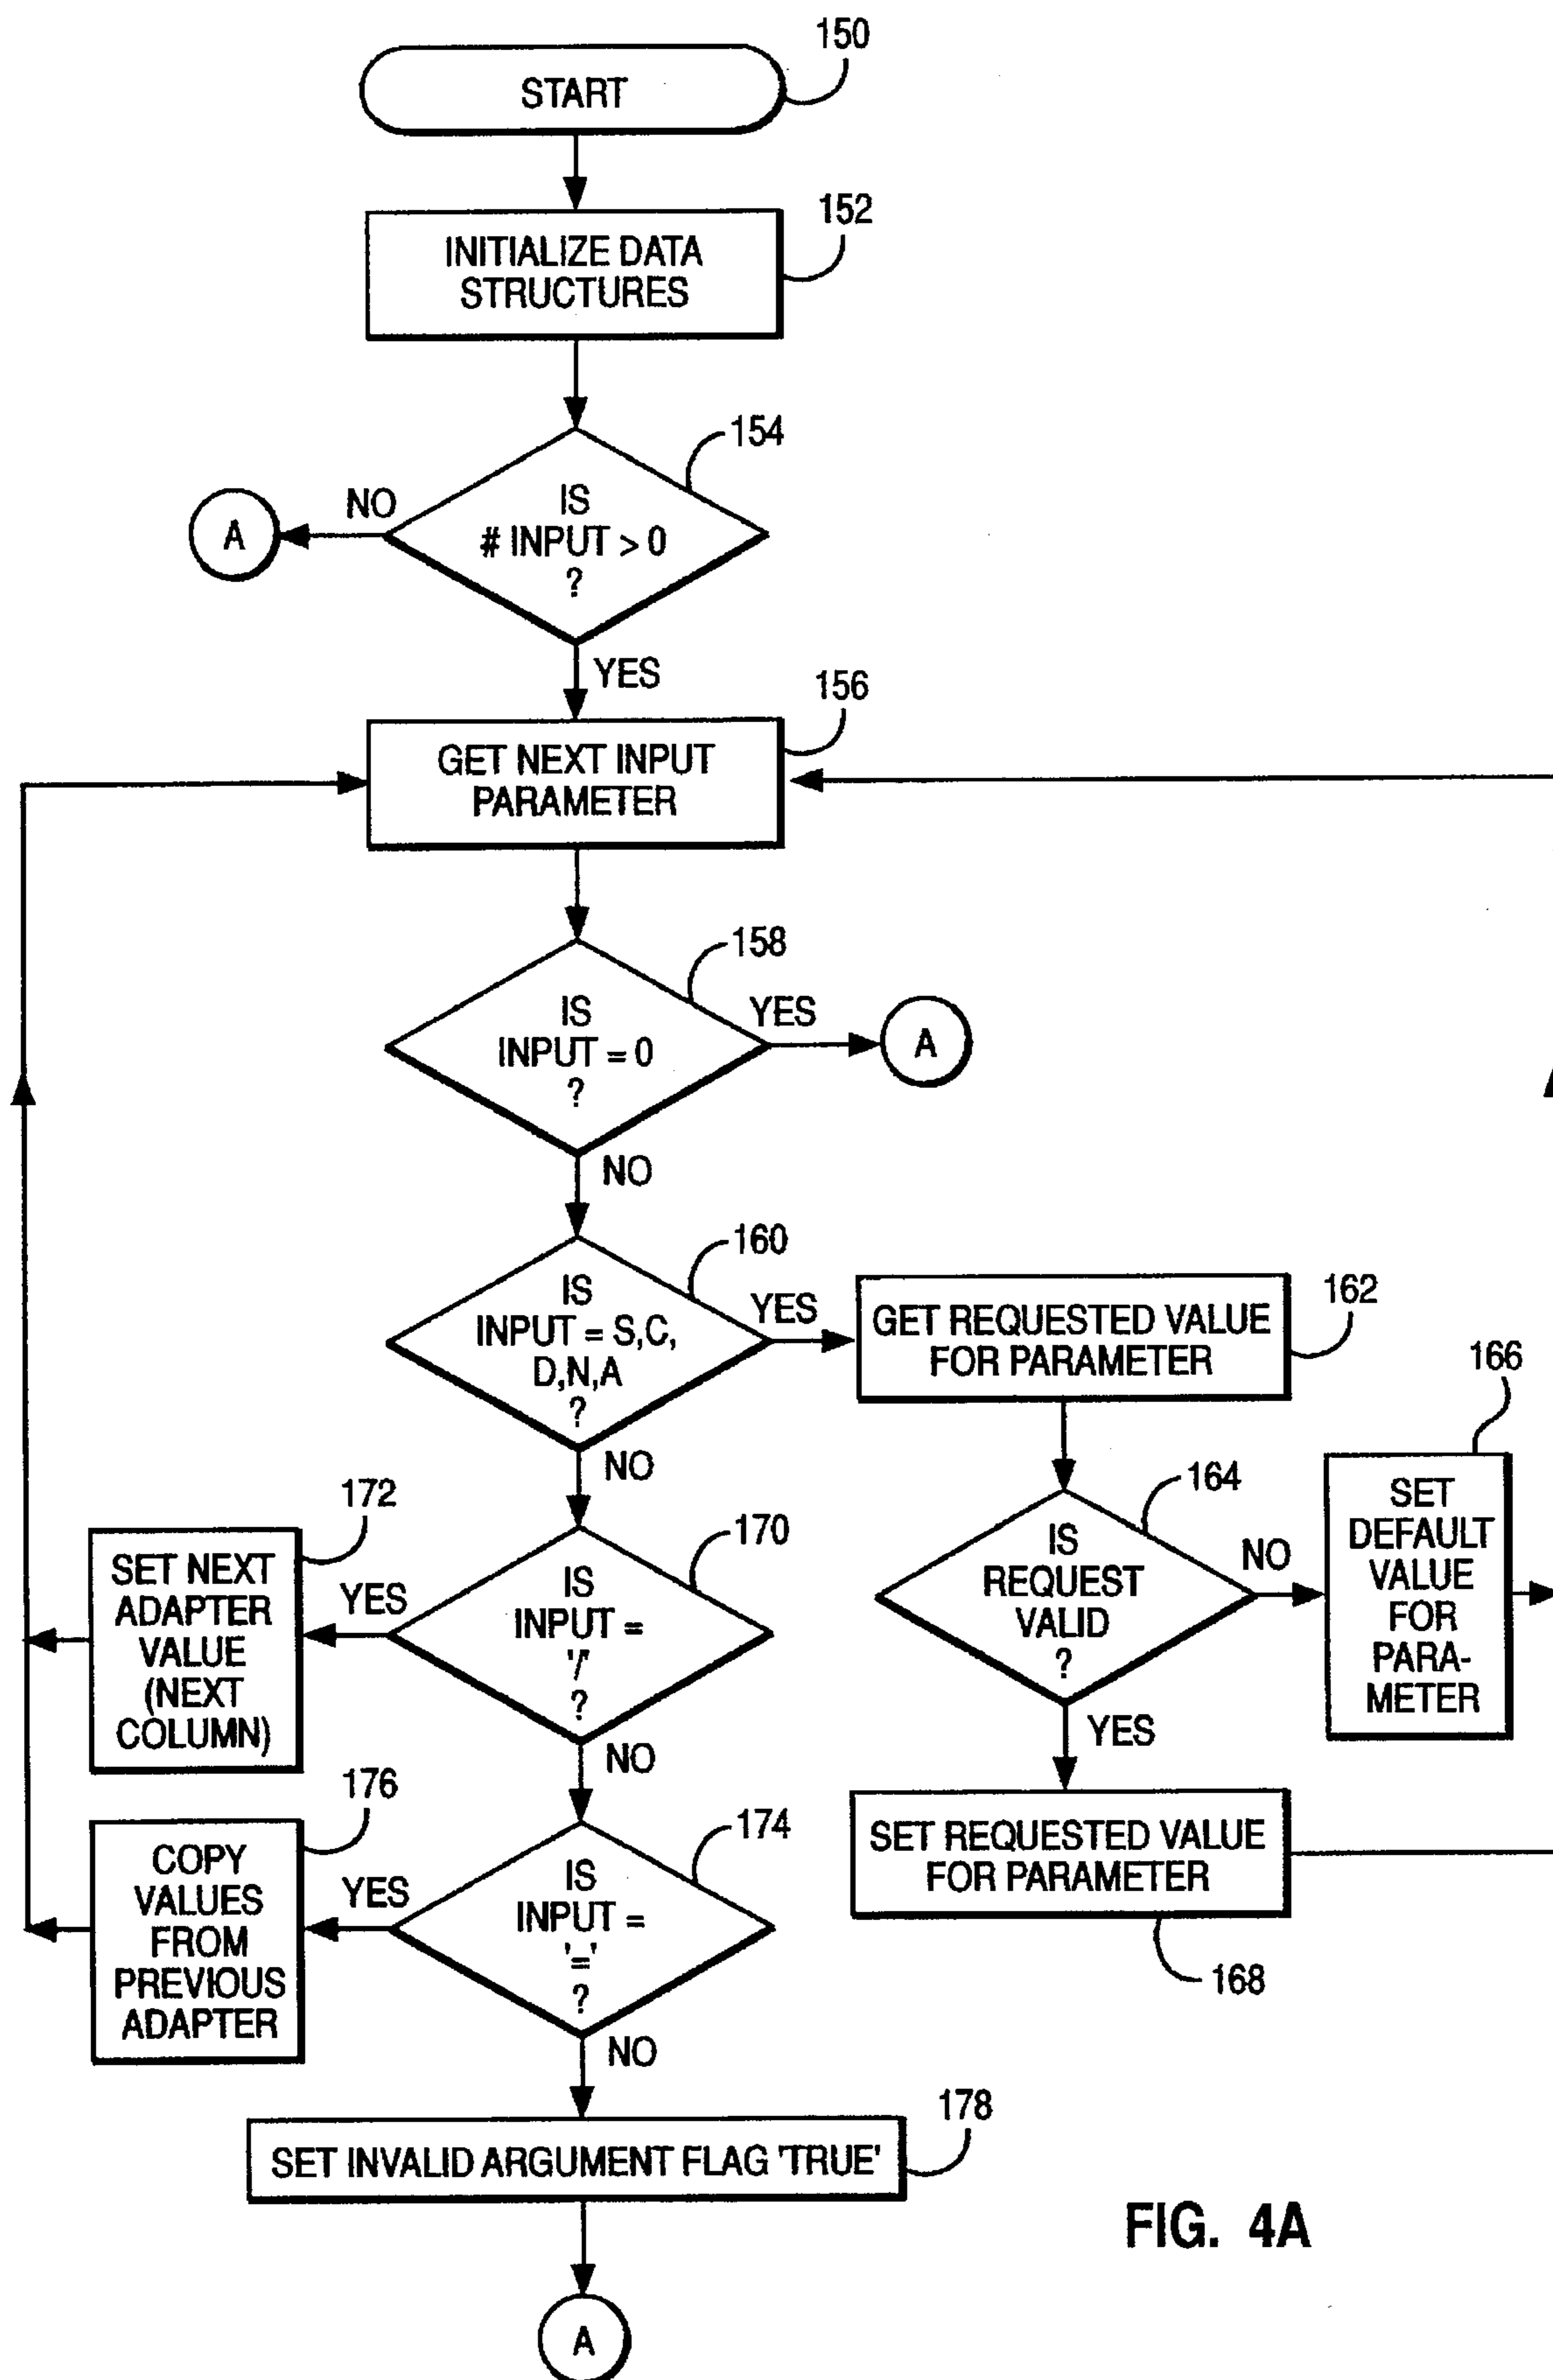 150
START
152
INITIALIZE DATA
STRUCTURES
154
IS
# INPUT > 0
?
NO
A
YES
156
GET NEXT INPUT
PARAMETER
158
IS
INPUT = 0
?
YES
A
NO
160
IS
INPUT = S,C,
D,N,A
?
YES
162
GET REQUESTED VALUE
FOR PARAMETER
NO
164
IS
REQUEST
VALID
?
NO
166
SET
DEFAULT
VALUE
FOR
PARA-
METER
YES
SET REQUESTED VALUE
FOR PARAMETER
168
170
IS
INPUT =
'/'
?
YES
172
SET NEXT
ADAPTER
VALUE
(NEXT
COLUMN)
NO
174
IS
INPUT =
'='
?
YES
176
COPY
VALUES
FROM
PREVIOUS
ADAPTER
NO
178
SET INVALID ARGUMENT FLAG 'TRUE'
A
FIG. 4A